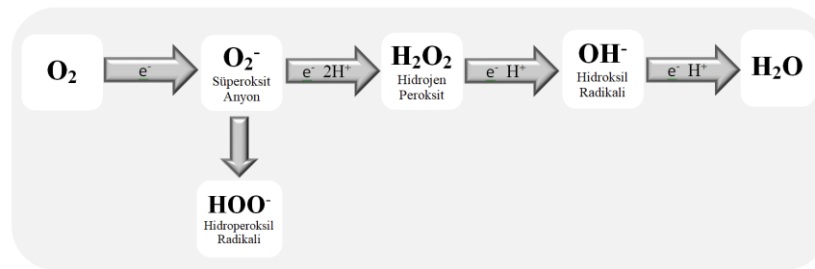 O₂
e⁻
O₂⁻
Süperoksit
Anyon
e⁻ 2H⁺
H₂O₂
Hidrojen
Peroksit
e⁻ H⁺
OH⁻
Hidroksil
Radikali
e⁻ H⁺
H₂O
HOO⁻
Hidroperoksil
Radikali